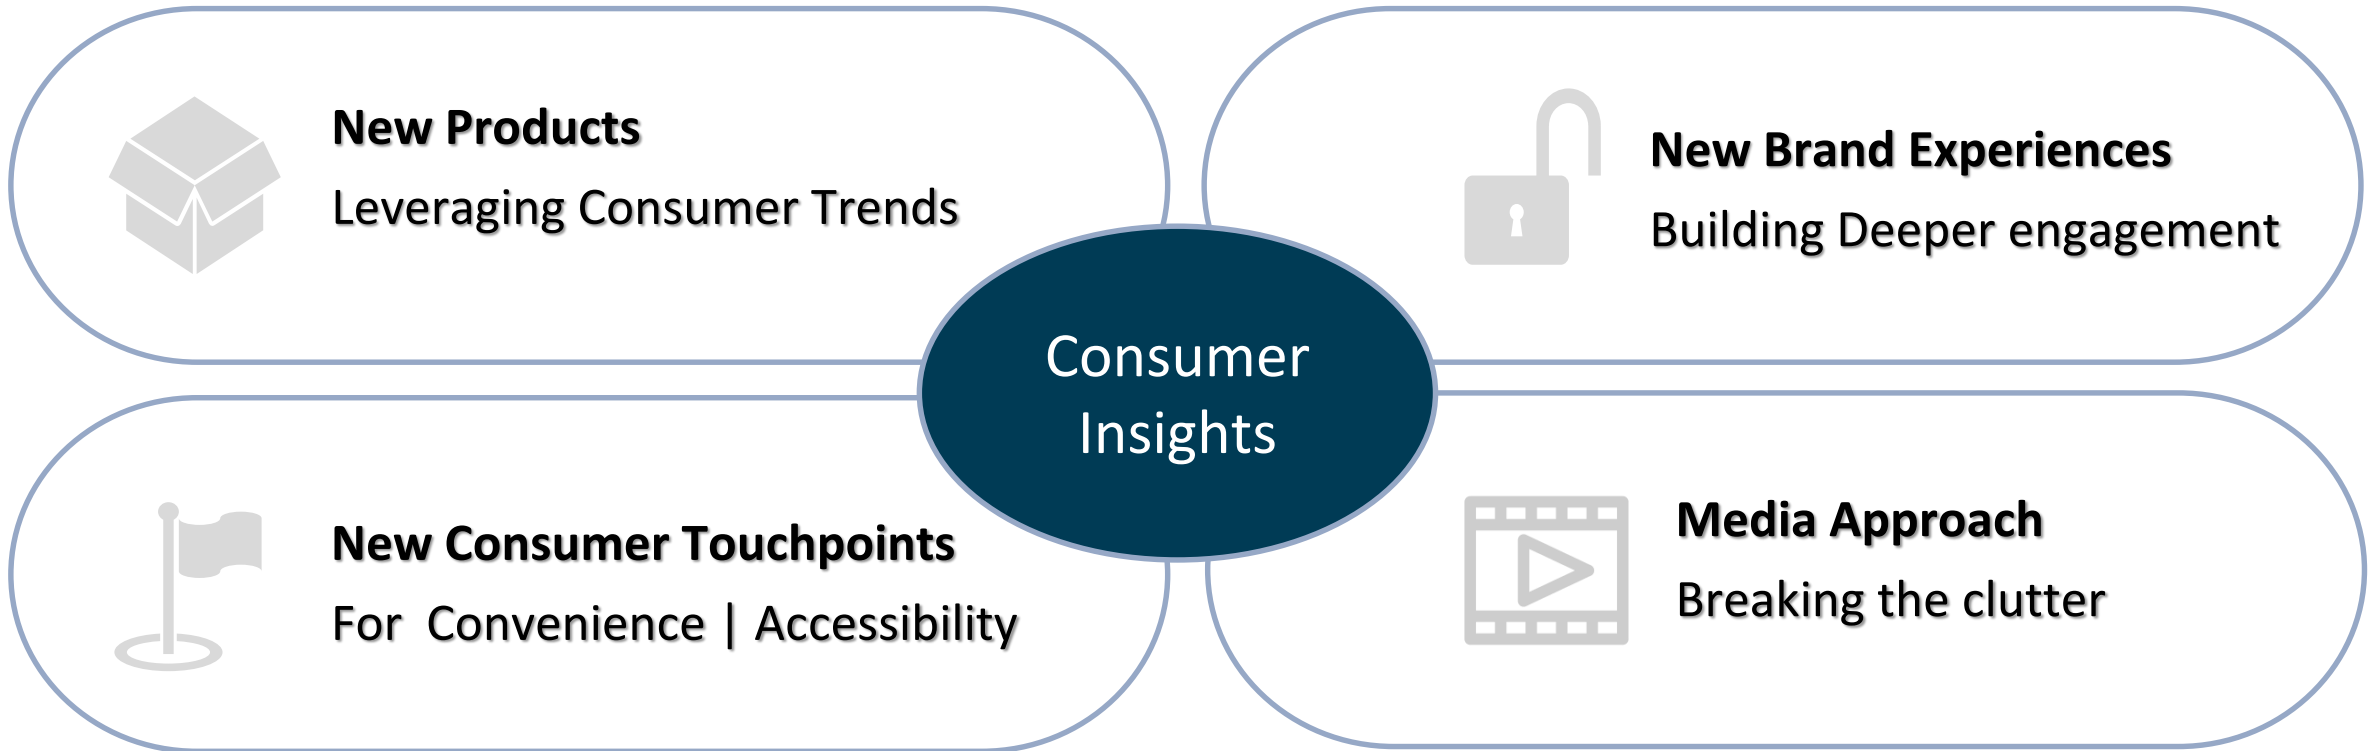 New Products
Leveraging Consumer Trends
New Brand Experiences
Building Deeper engagement
Consumer
Insights
New Consumer Touchpoints
For  Convenience | Accessibility
Media Approach
Breaking the clutter